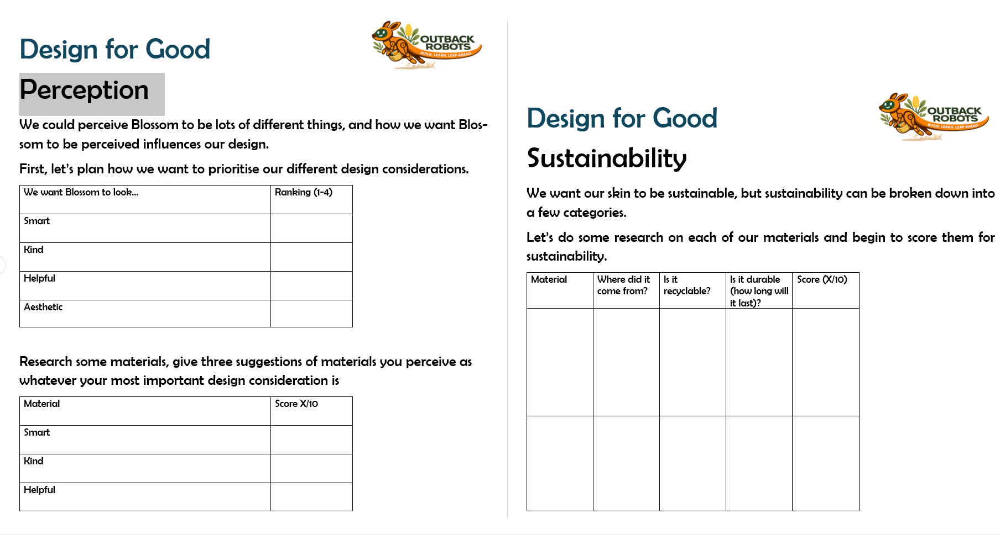 Design for Good
OUTBACK
ROBOTS
BUILD. LEARN. LEAP AHEAD.
Perception
We could perceive Blossom to be lots of different things, and how we want Blos-
som to be perceived influences our design.
First, let's plan how we want to prioritise our different design considerations.
We want Blossom to look... Ranking (1-4)
Smart
Kind
Helpful
Aesthetic
Research some materials, give three suggestions of materials you perceive as
whatever your most important design consideration is
Material Score X/10
Smart
Kind
Helpful
Design for Good
OUTBACK
ROBOTS
BUILD. LEARN. LEAP AHEAD.
Sustainability
We want our skin to be sustainable, but sustainability can be broken down into
a few categories.
Let's do some research on each of our materials and begin to score them for
sustainability.
Material Where did it Is it Is it durable Score (X/10)
come from? recyclable? (how long will
it last)?